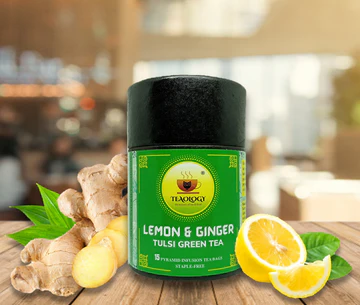 TEAOLOGY
LEMON & GINGER
TULSI GREEN TEA
15 PYRAMID INFUSION TEA BAGS
STAPLE-FREE